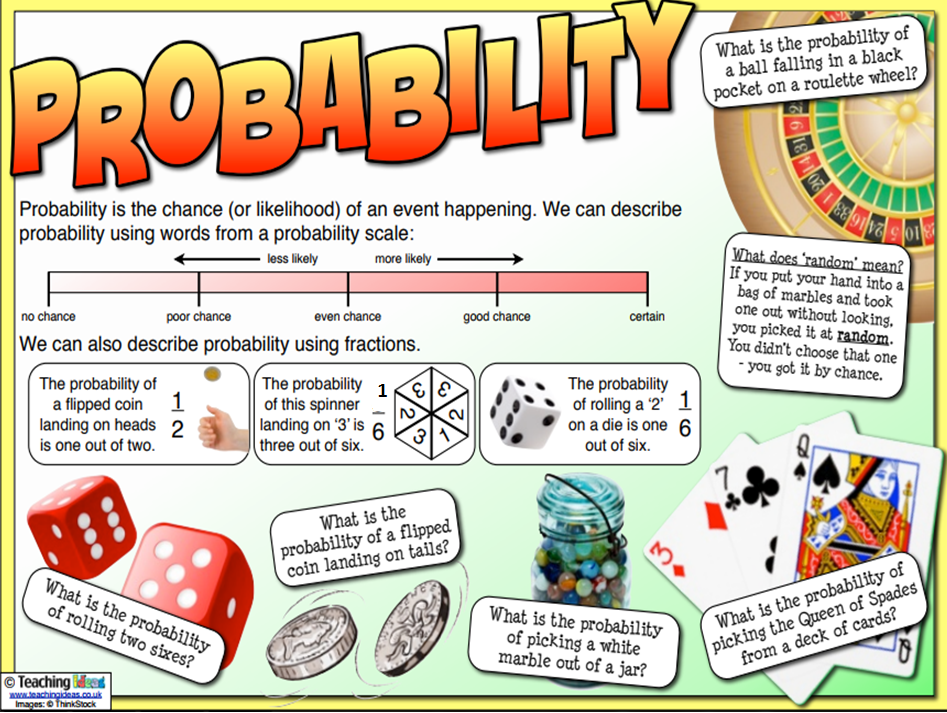 PROBABILITY
What is the probability of
a ball falling in a black
pocket on a roulette wheel?
Probability is the chance (or likelihood) of an event happening. We can describe
probability using words from a probability scale:
less likely more likely
no chance poor chance even chance good chance certain
What does 'random' mean?
If you put your hand into a
bag of marbles and took
one out without looking,
you picked it at random.
You didn't choose that one
- you got it by chance.
We can also describe probability using fractions.
The probability of
a flipped coin
landing on heads
is one out of two.
1
2
The probability
of this spinner
landing on '3' is
three out of six.
1
6
3 3
2 2
3 1
The probability
of rolling a '2'
on a die is one
out of six.
1
6
What is the probability
of rolling two sixes?
What is the
probability of a flipped
coin landing on tails?
What is the probability
of picking a white
marble out of a jar?
3
7
Q
What is the probability of
picking the Queen of Spades
from a deck of cards?
Q
© Teaching Ideas
www.teachingideas.co.uk
Images: © ThinkStock